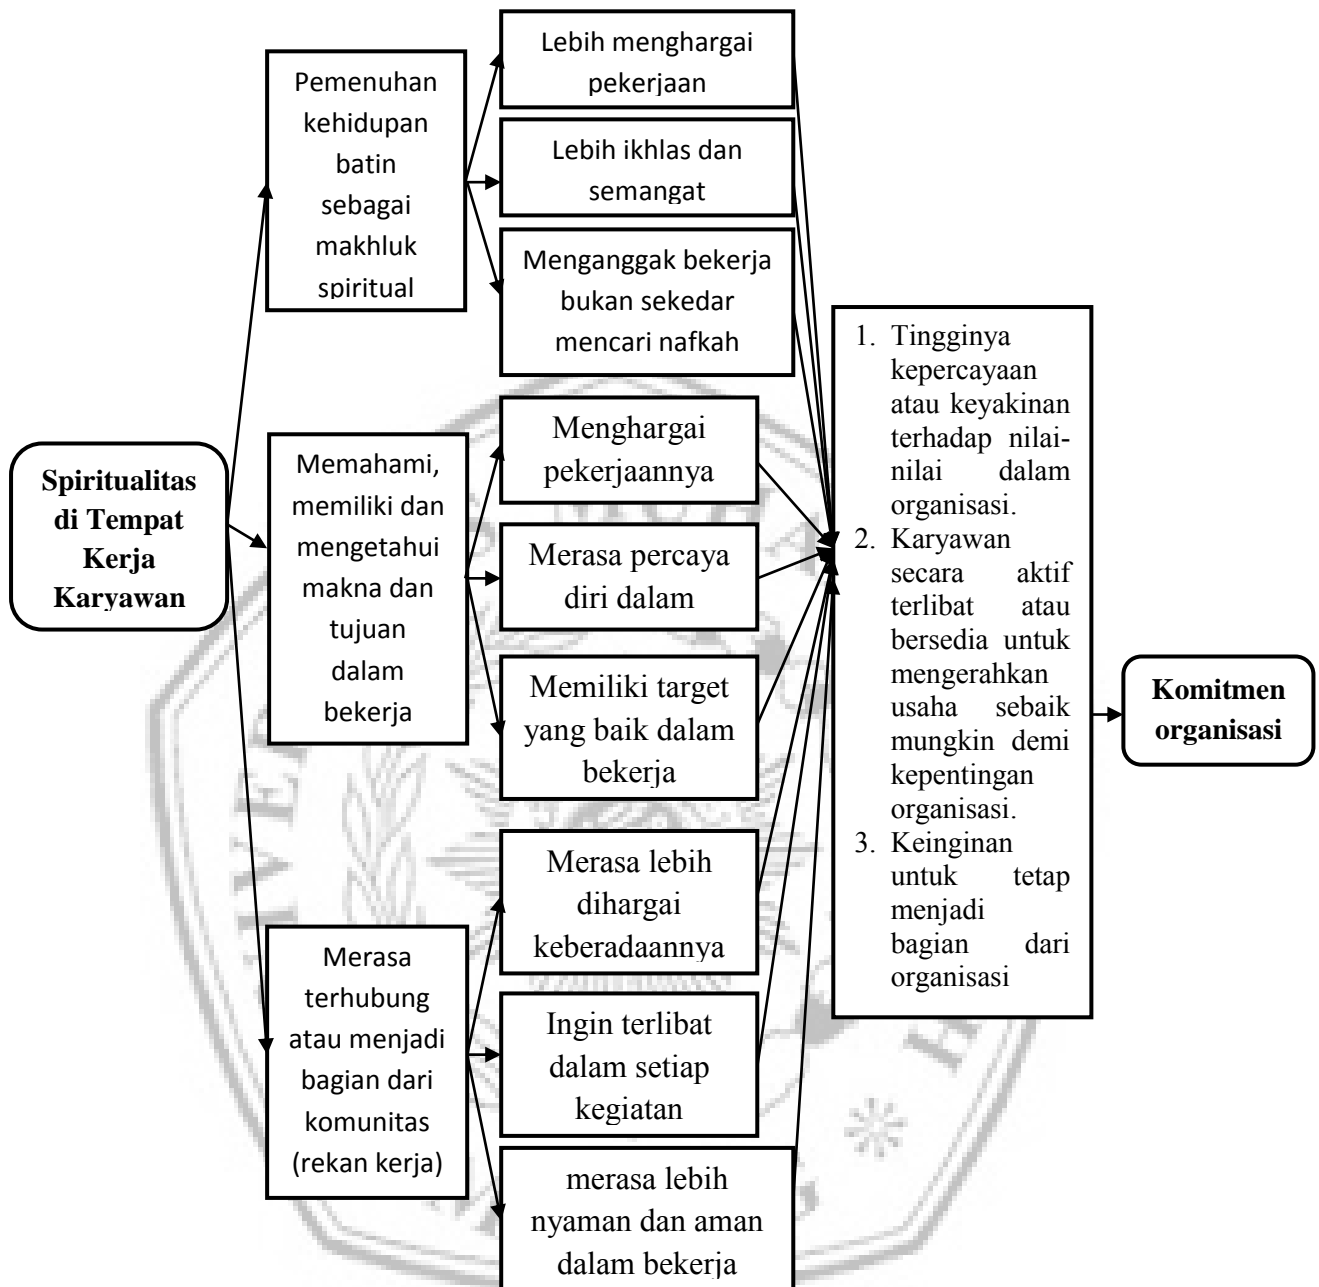 Spiritualitas
di Tempat
Kerja
Karyawan
Pemenuhan
kehidupan
batin
sebagai
makhluk
spiritual
Lebih menghargai
pekerjaan
Lebih ikhlas dan
semangat
Menganggak bekerja
bukan sekedar
mencari nafkah
Memahami,
memiliki dan
mengetahui
makna dan
tujuan
dalam
bekerja
Menghargai
pekerjaannya
Merasa percaya
diri dalam
Memiliki target
yang baik dalam
bekerja
Merasa
terhubung
atau menjadi
bagian dari
komunitas
(rekan kerja)
Merasa lebih
dihargai
keberadaannya
Ingin terlibat
dalam setiap
kegiatan
merasa lebih
nyaman dan aman
dalam bekerja
1. Tingginya
kepercayaan
atau keyakinan
terhadap nilai-
nilai dalam
organisasi.
2. Karyawan
secara aktif
terlibat atau
bersedia untuk
mengerahkan
usaha sebaik
mungkin demi
kepentingan
organisasi.
3. Keinginan
untuk tetap
menjadi
bagian dari
organisasi
Komitmen
organisasi